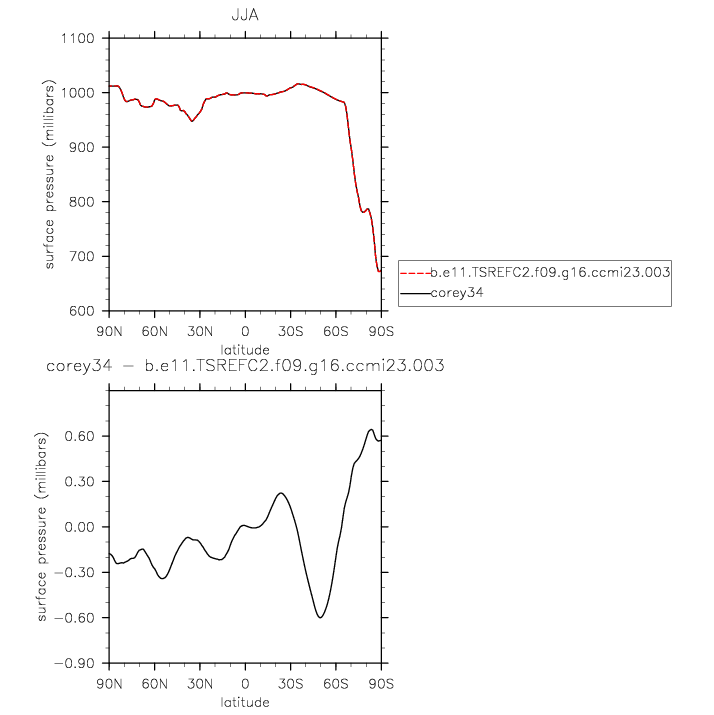 JJA
1100
1000
900
800
700
600
surface pressure (millibars)
90N 60N 30N 0 30S 60S 90S
latitude
b.e11.TSREFC2.f09.g16.ccmi23.003
corey34
corey34 − b.e11.TSREFC2.f09.g16.ccmi23.003
0.60
0.30
0.00
−0.30
−0.60
−0.90
surface pressure (millibars)
90N 60N 30N 0 30S 60S 90S
latitude